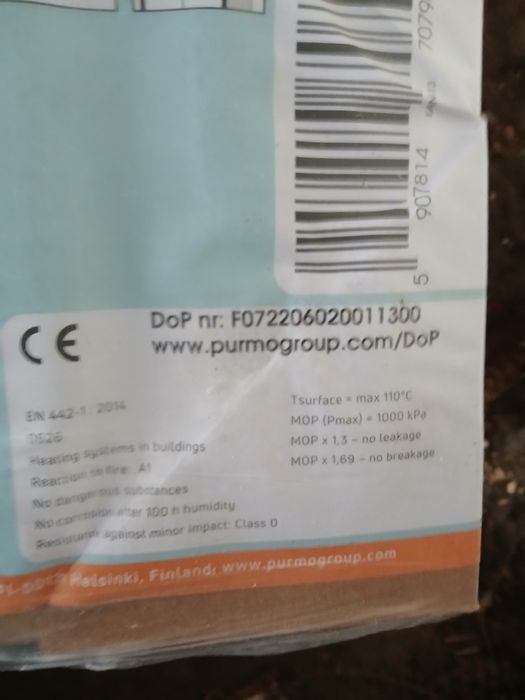 5 907814 7079
EAN 13
DoP nr: F072206020011300
www.purmogroup.com/DoP
CE
EN 442-1: 2014
Heating systems in buildings
Reaction to fire: A1
No dangerous substances
No corrosion after 100 h humidity
Resistant against minor impact: Class 0
Tsurface = max 110°C
MOP (Pmax) = 1000 kPa
MOP x 1,3 – no leakage
MOP x 1,69 – no breakage
Helsinki, Finland; www.purmogroup.com